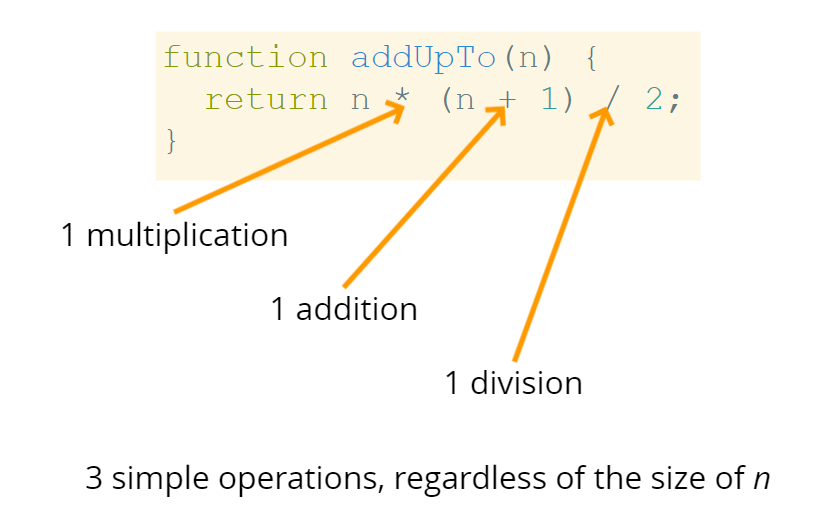 function addUpTo(n) {
  return n * (n + 1) / 2;
}
1 multiplication
1 addition
1 division
3 simple operations, regardless of the size of n